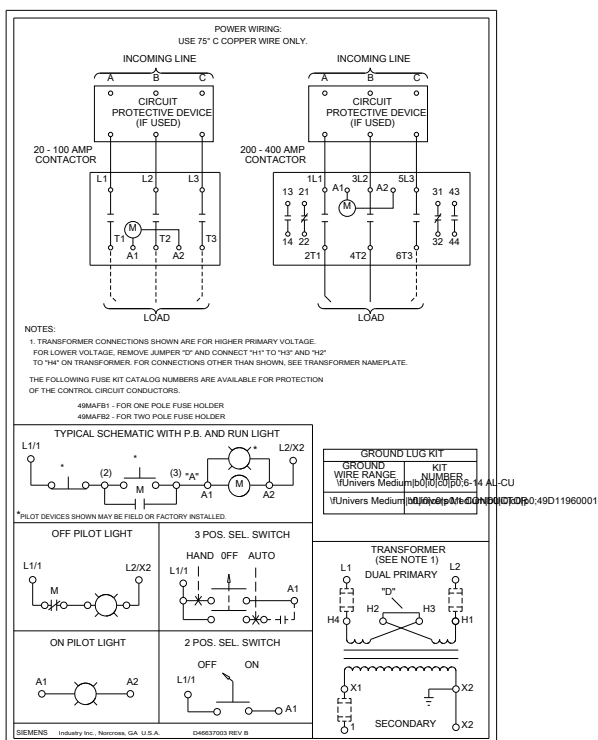 POWER WIRING:
USE 75° C COPPER WIRE ONLY.
INCOMING LINE
A B C
CIRCUIT
PROTECTIVE DEVICE
(IF USED)
20 - 100 AMP
CONTACTOR
L1 L2 L3
M
T1 T2 T3
A1 A2
LOAD
INCOMING LINE
A B C
CIRCUIT
PROTECTIVE DEVICE
(IF USED)
200 - 400 AMP
CONTACTOR
1L1 3L2 5L3
13 21 A1 A2 31 43
M
14 22 32 44
2T1 4T2 6T3
LOAD
NOTES:
1. TRANSFORMER CONNECTIONS SHOWN ARE FOR HIGHER PRIMARY VOLTAGE.
FOR LOWER VOLTAGE, REMOVE JUMPER "D" AND CONNECT "H1" TO "H3" AND "H2"
TO "H4" ON TRANSFORMER. FOR CONNECTIONS OTHER THAN SHOWN, SEE TRANSFORMER NAMEPLATE.
THE FOLLOWING FUSE KIT CATALOG NUMBERS ARE AVAILABLE FOR PROTECTION
OF THE CONTROL CIRCUIT CONDUCTORS.
49MAFB1 - FOR ONE POLE FUSE HOLDER
49MAFB2 - FOR TWO POLE FUSE HOLDER
TYPICAL SCHEMATIC WITH P.B. AND RUN LIGHT
L1/1 L2/X2
* * *
(2) (3) "A"
M A1 M A2
*PILOT DEVICES SHOWN MAY BE FIELD OR FACTORY INSTALLED.
GROUND LUG KIT
GROUND
WIRE RANGE
KIT
NUMBER
\fUnivers Medium|b0|i0|c0|p0;6-14 AL-CU
\fUnivers Medium|b0|i0|c0|p0;49D11960001
OFF PILOT LIGHT
L1/1 L2/X2
M
3 POS. SEL. SWITCH
HAND 0FF AUTO
L1/1
A1
ON PILOT LIGHT
A1 A2
2 POS. SEL. SWITCH
OFF ON
L1/1
A1
TRANSFORMER
(SEE NOTE 1)
L1 L2
DUAL PRIMARY
"D"
H4 H2 H3 H1
X1 X2
SECONDARY
1 X2
SIEMENS Industry Inc., Norcross, GA U.S.A. D46637003 REV B